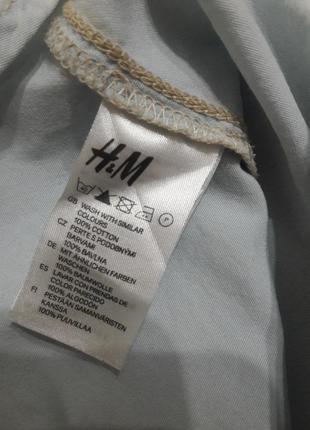 H&M
P
GB WASH WITH SIMILAR
COLOURS
100% COTTON
CZ PERTE S PODOBNÝMI
BARVAMI
100% BAVLNA
DE MIT ÄHNLICHEN FARBEN
WASCHEN
100% BAUMWOLLE
ES LAVAR CON PRENDAS DE
COLOR PARECIDO
100% ALGODÓN
FI PESTÄÄN SAMANVÄRISTEN
KANSSA
100% PUUVILLAA